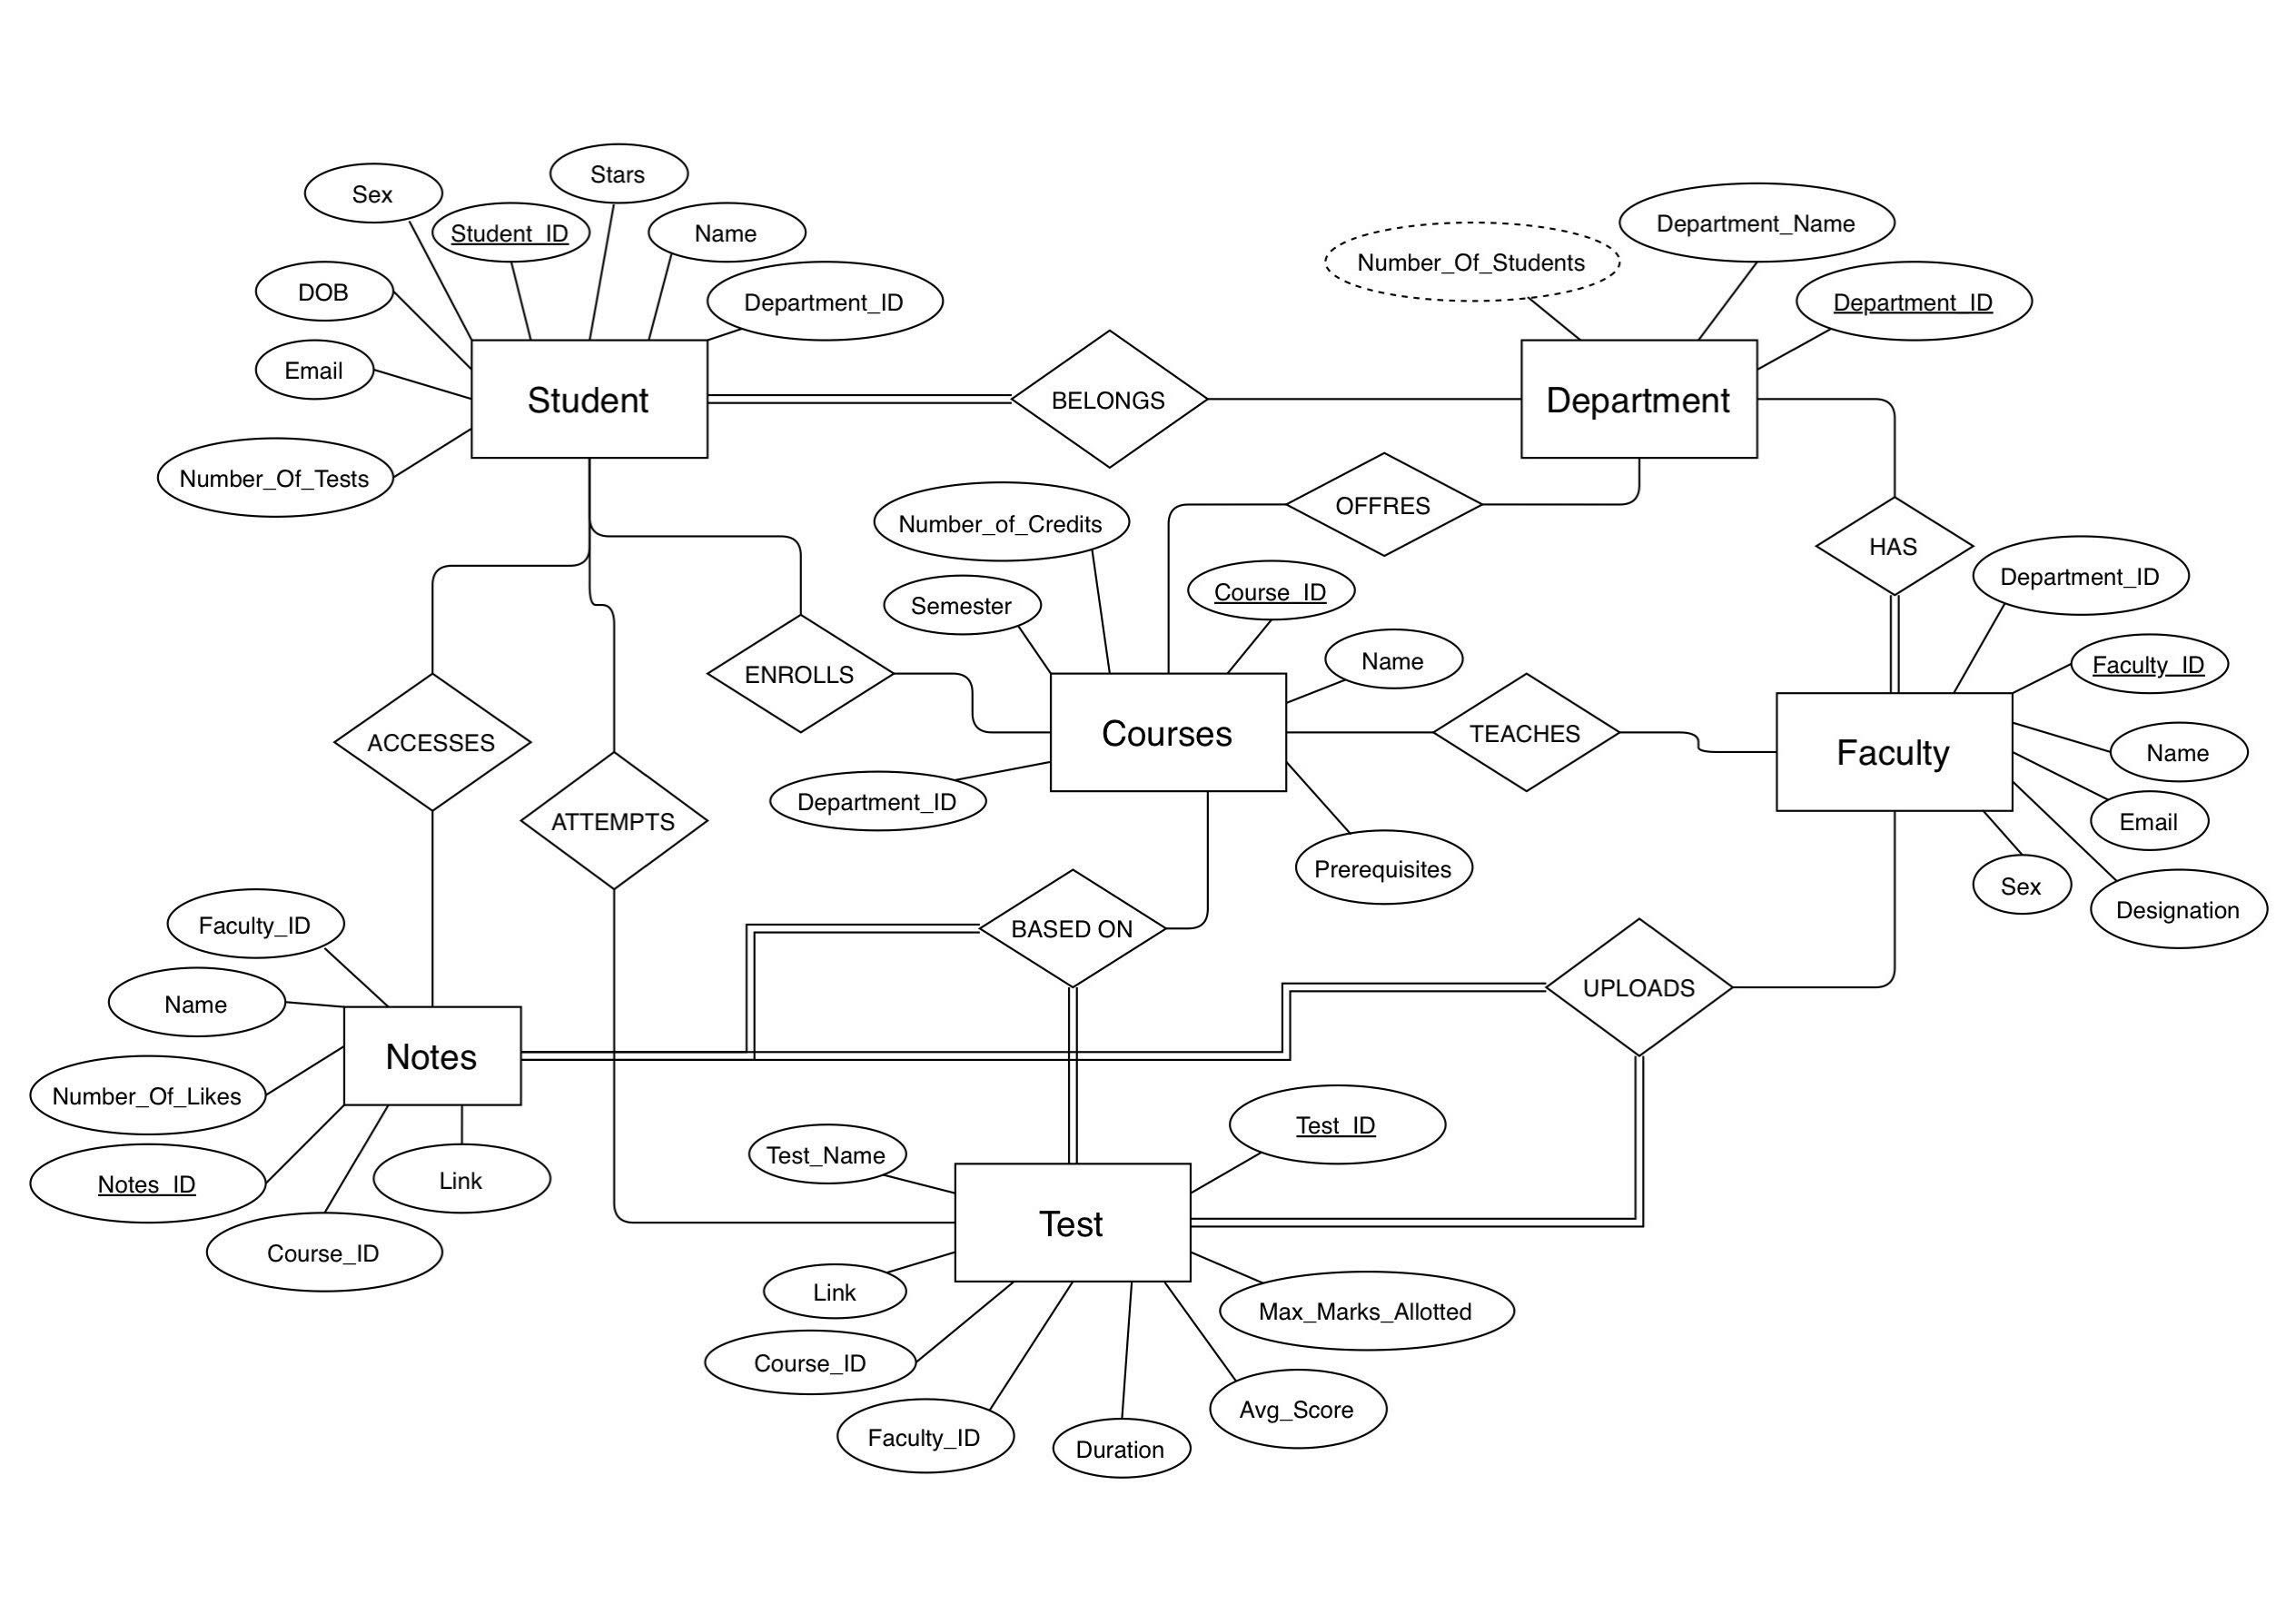 Stars
Sex
Student_ID
Name
Department_Name
Number_Of_Students
DOB
Department_ID
Department_ID
Email
Student
BELONGS
Department
Number_Of_Tests
OFFRES
Number_of_Credits
HAS
Department_ID
Semester
Course_ID
Name
Faculty_ID
ENROLLS
ACCESSES
Courses
TEACHES
Faculty
Name
Department_ID
ATTEMPTS
Email
Prerequisites
Sex
Designation
Faculty_ID
BASED ON
Name
UPLOADS
Notes
Number_Of_Likes
Test_ID
Test_Name
Notes_ID
Link
Course_ID
Test
Link
Max_Marks_Allotted
Course_ID
Avg_Score
Faculty_ID
Duration